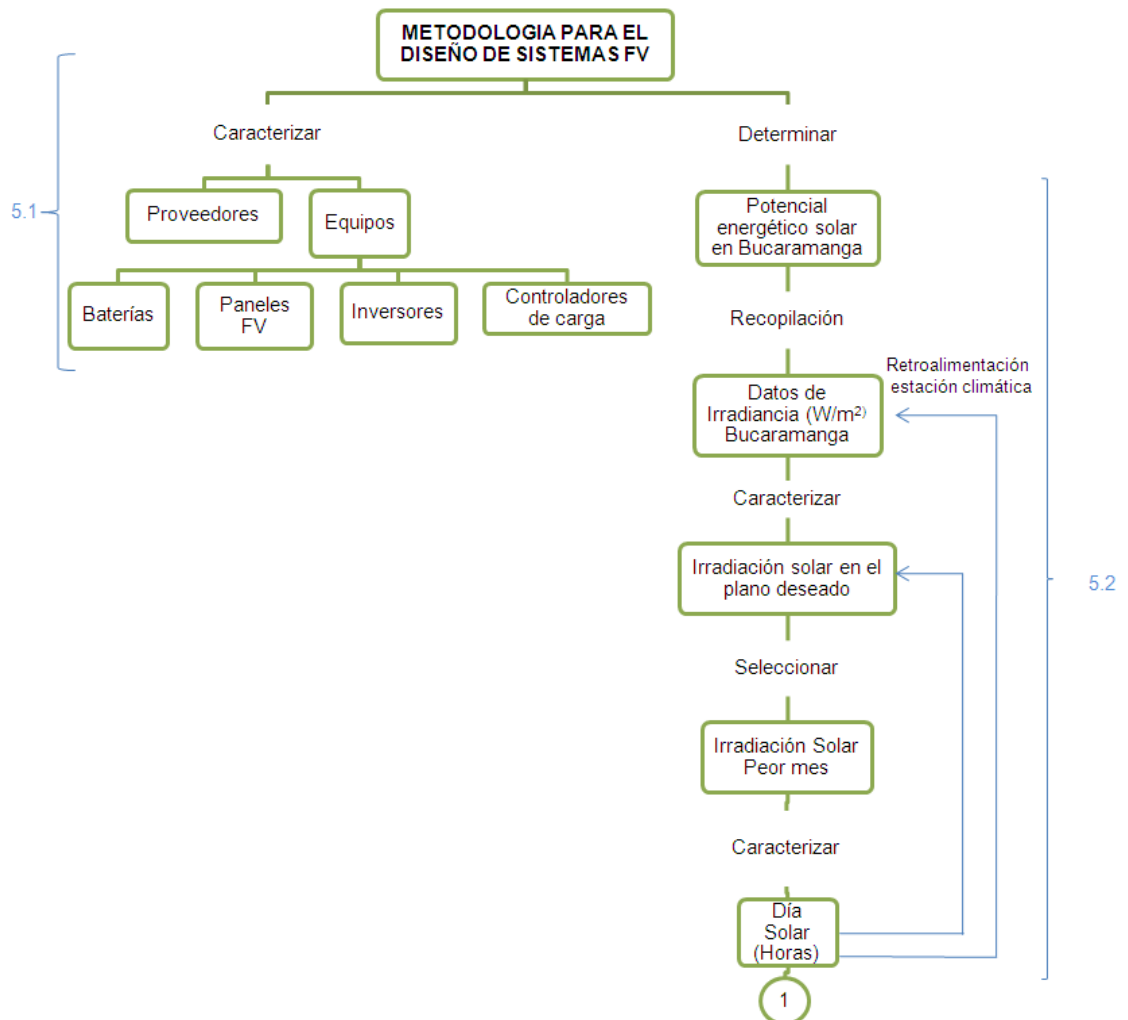 METODOLOGIA PARA EL
DISEÑO DE SISTEMAS FV
Caracterizar
Determinar
5.1
Proveedores
Equipos
Baterías
Paneles
FV
Inversores
Controladores
de carga
Potencial
energético solar
en Bucaramanga
Recopilación
Retroalimentación
estación climática
Datos de
Irradiancia (W/m²⁾
Bucaramanga
Caracterizar
Irradiación solar en el
plano deseado
5.2
Seleccionar
Irradiación Solar
Peor mes
Caracterizar
Día
Solar
(Horas)
1